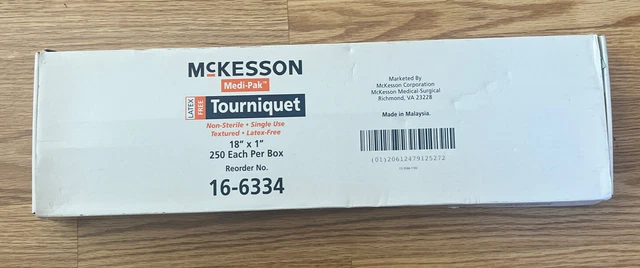 McKESSON
Medi-Pak™
LATEX FREE
Tourniquet
Non-Sterile • Single Use
Textured • Latex-Free
18" x 1"
250 Each Per Box
Reorder No.
16-6334
Marketed By
McKesson Corporation
McKesson Medical-Surgical
Richmond, VA 23228
Made in Malaysia.
(01)20612479125272